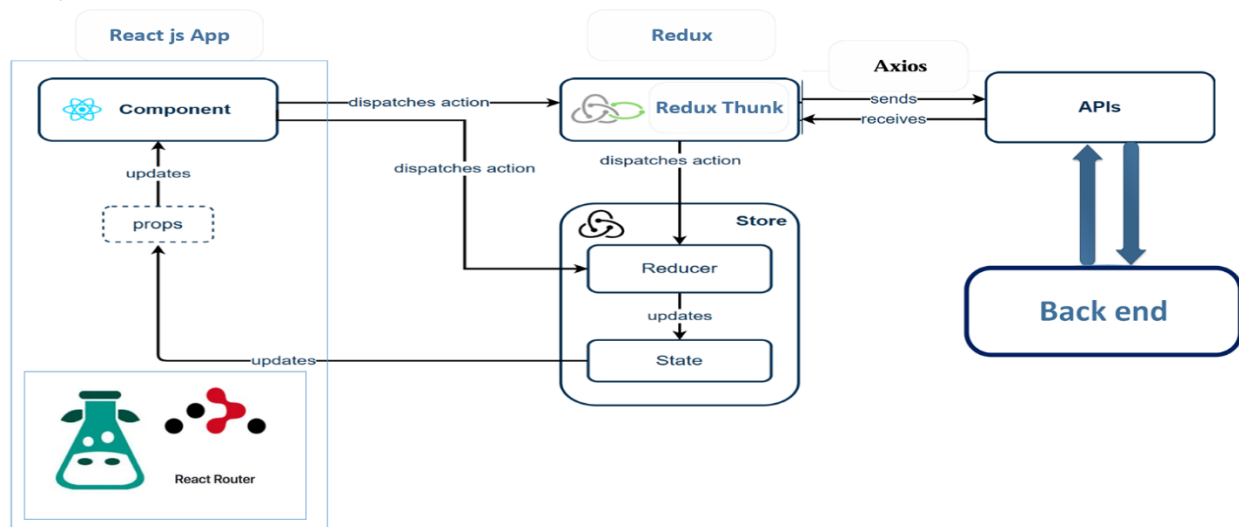 React js App
Redux
Axios
Component
dispatches action
Redux Thunk
sends
receives
APIs
dispatches action
dispatches action
updates
props
Store
Reducer
updates
State
updates
Back end
React Router